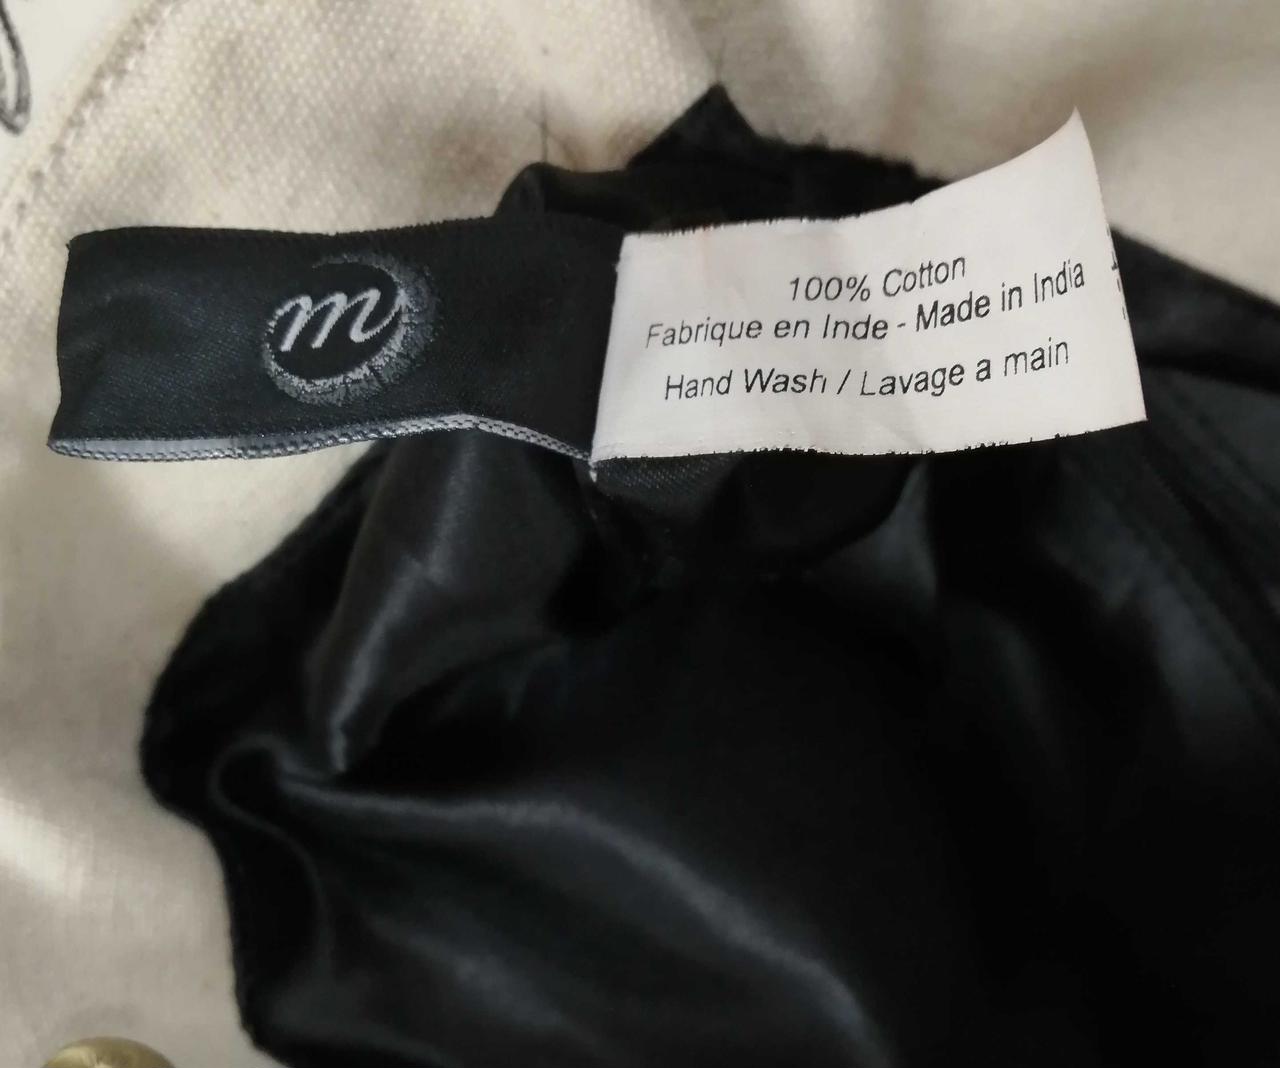 m
100% Cotton
Fabrique en Inde - Made in India
Hand Wash / Lavage a main